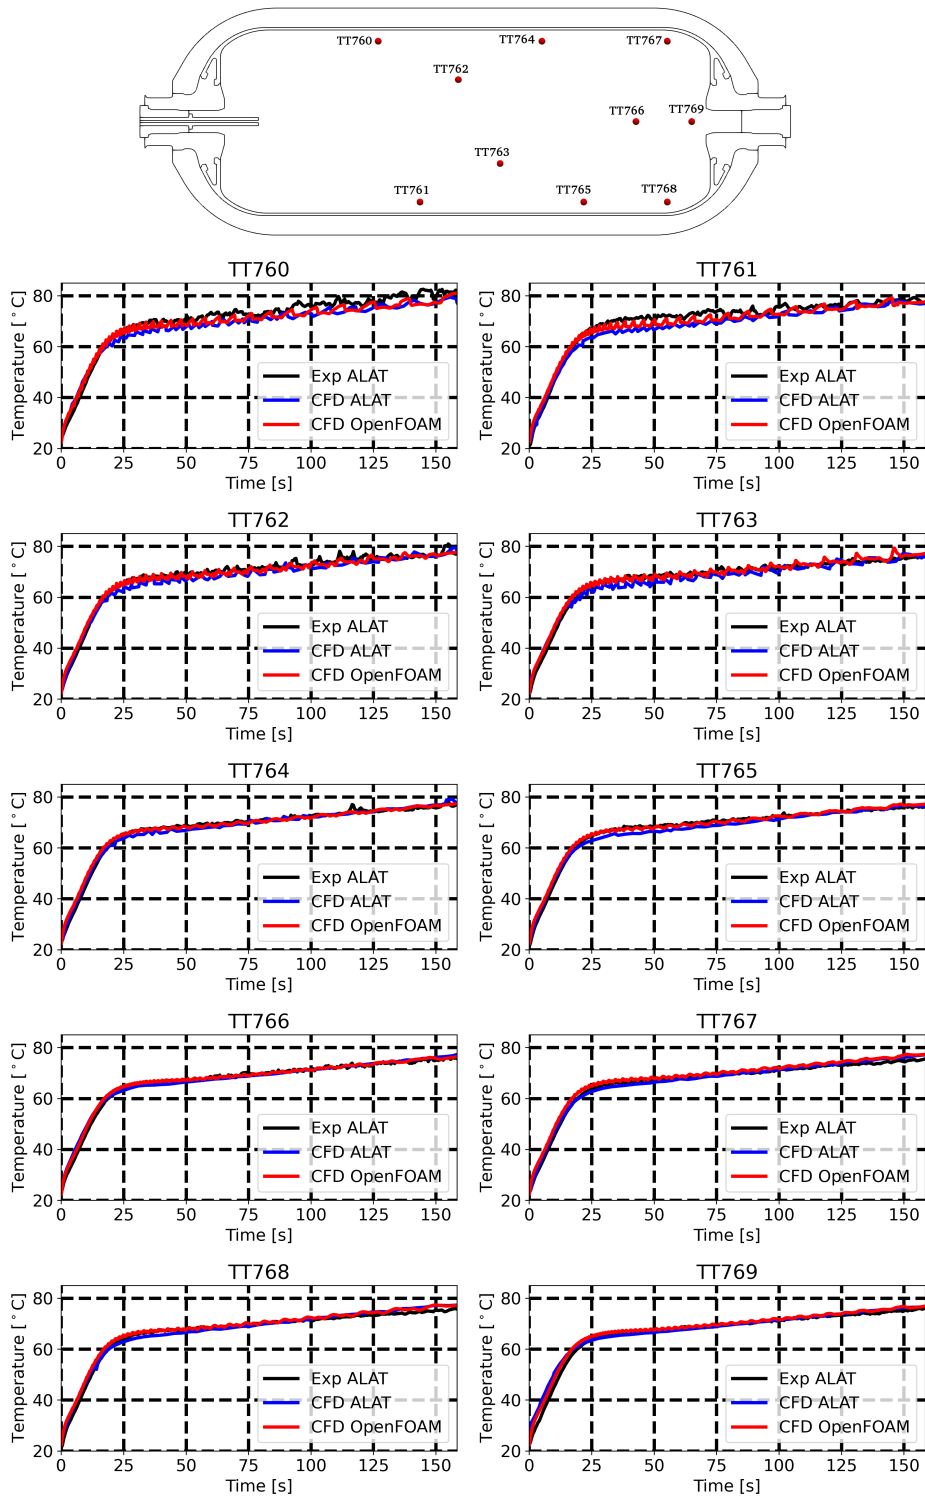 TT760
TT764
TT767
TT762
TT766
TT769
TT763
TT761
TT765
TT768
TT760
Temperature [°C]
80
60
40
20
Exp ALAT
CFD ALAT
CFD OpenFOAM
0 25 50 75 100 125 150
Time [s]
TT761
Temperature [°C]
80
60
40
20
Exp ALAT
CFD ALAT
CFD OpenFOAM
0 25 50 75 100 125 150
Time [s]
TT762
Temperature [°C]
80
60
40
20
Exp ALAT
CFD ALAT
CFD OpenFOAM
0 25 50 75 100 125 150
Time [s]
TT763
Temperature [°C]
80
60
40
20
Exp ALAT
CFD ALAT
CFD OpenFOAM
0 25 50 75 100 125 150
Time [s]
TT764
Temperature [°C]
80
60
40
20
Exp ALAT
CFD ALAT
CFD OpenFOAM
0 25 50 75 100 125 150
Time [s]
TT765
Temperature [°C]
80
60
40
20
Exp ALAT
CFD ALAT
CFD OpenFOAM
0 25 50 75 100 125 150
Time [s]
TT766
Temperature [°C]
80
60
40
20
Exp ALAT
CFD ALAT
CFD OpenFOAM
0 25 50 75 100 125 150
Time [s]
TT767
Temperature [°C]
80
60
40
20
Exp ALAT
CFD ALAT
CFD OpenFOAM
0 25 50 75 100 125 150
Time [s]
TT768
Temperature [°C]
80
60
40
20
Exp ALAT
CFD ALAT
CFD OpenFOAM
0 25 50 75 100 125 150
Time [s]
TT769
Temperature [°C]
80
60
40
20
Exp ALAT
CFD ALAT
CFD OpenFOAM
0 25 50 75 100 125 150
Time [s]